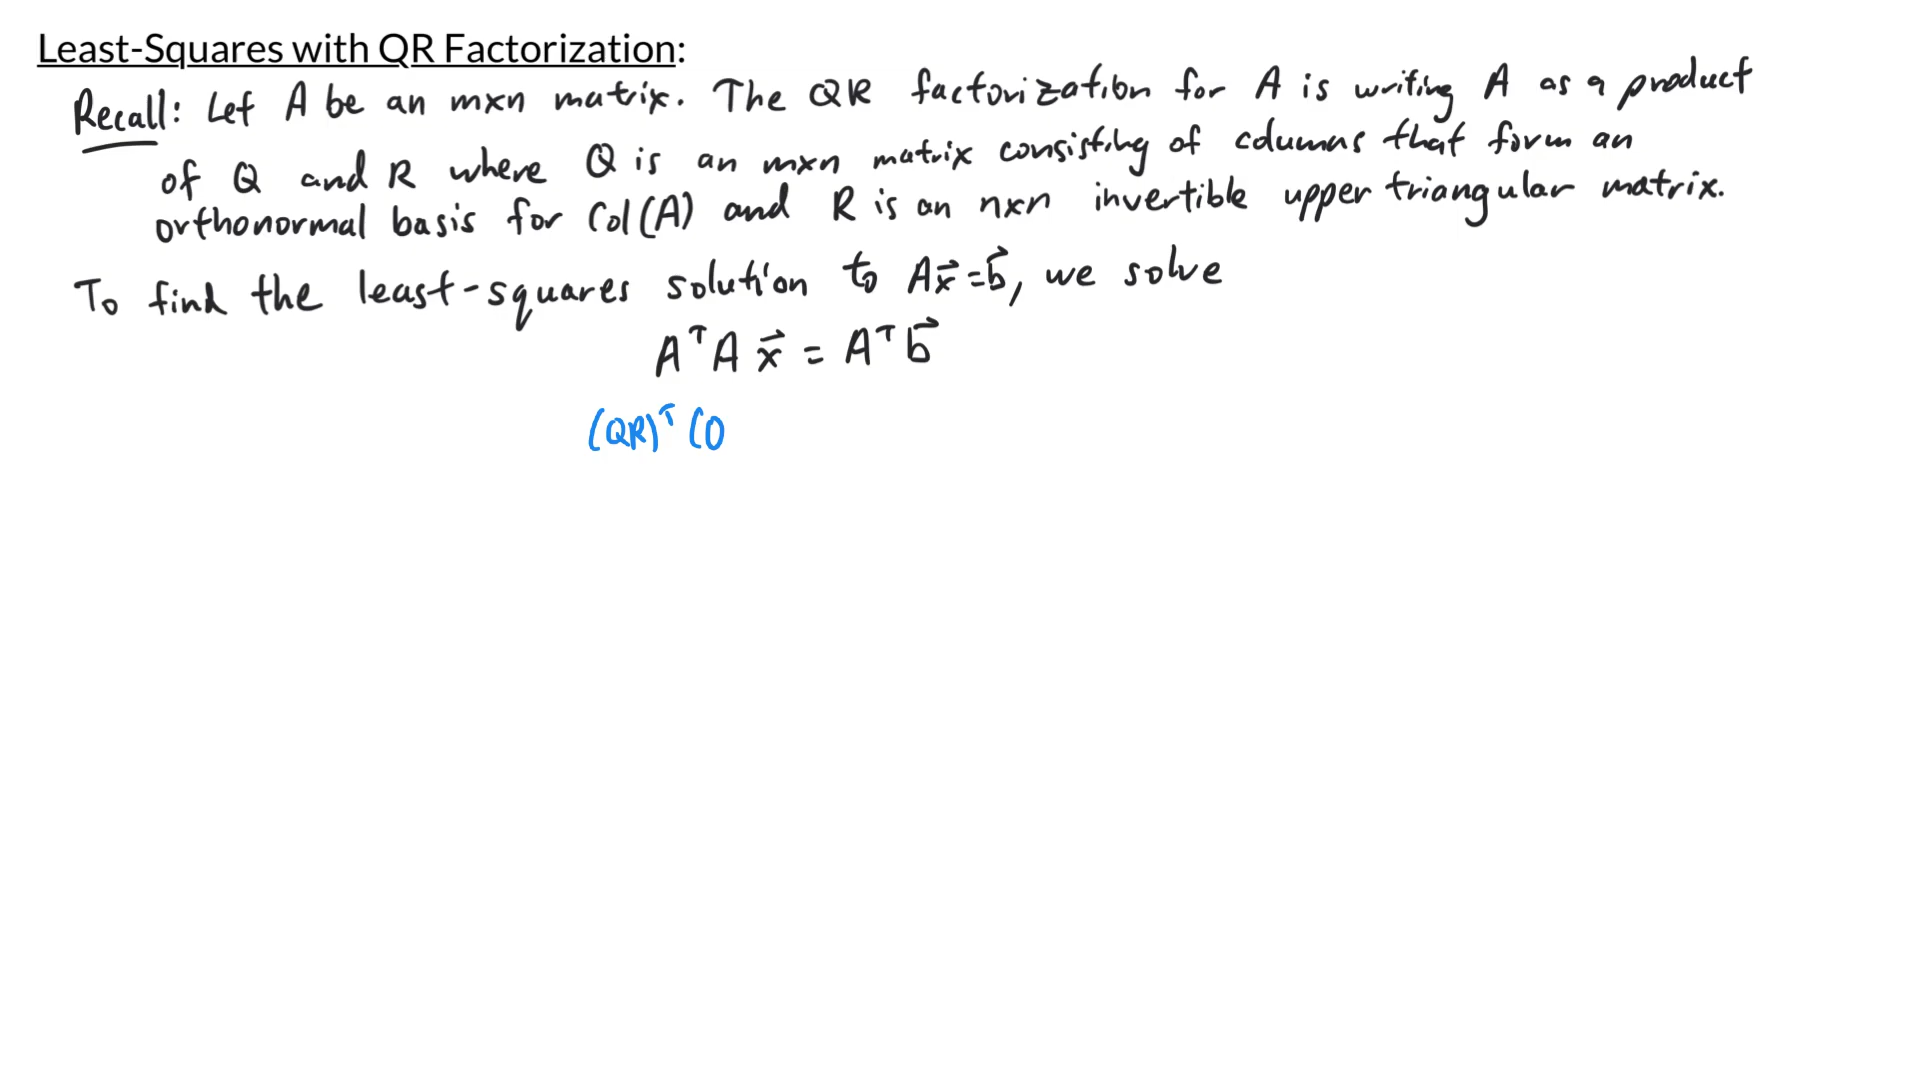 Least-Squares with QR Factorization:
Recall: Let A be an mxn matrix. The QR factorization for A is writing A as a product
of Q and R where Q is an mxn matrix consisting of columns that form an
orthonormal basis for Col(A) and R is an nxn invertible upper triangular matrix.
To find the least-squares solution to Ax⃗=b⃗, we solve
AᵀA x⃗ = Aᵀb⃗
(QR)ᵀ (O